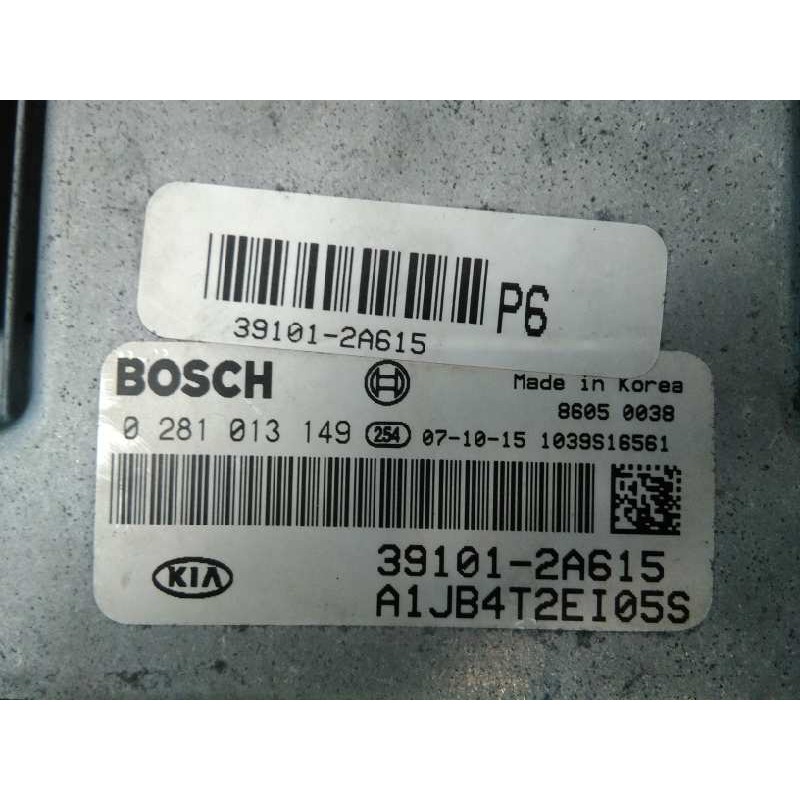 P6
39101-2A615
BOSCH
Made in Korea
8605 0038
0 281 013 149 254 07-10-15 1039S16561
KIA
39101-2A615
A1JB4T2EI05S